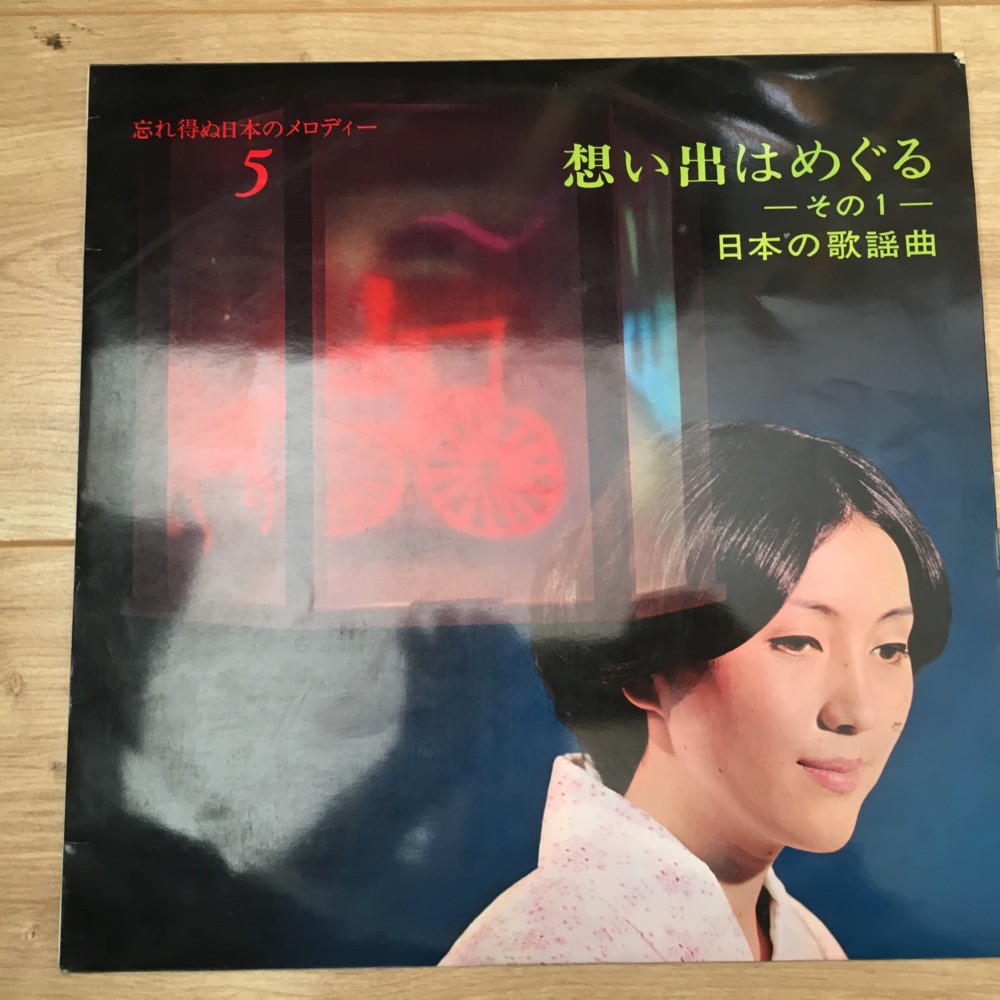 忘れ得ぬ日本のメロディー
5
想い出はめぐる
—その1—
日本の歌謡曲